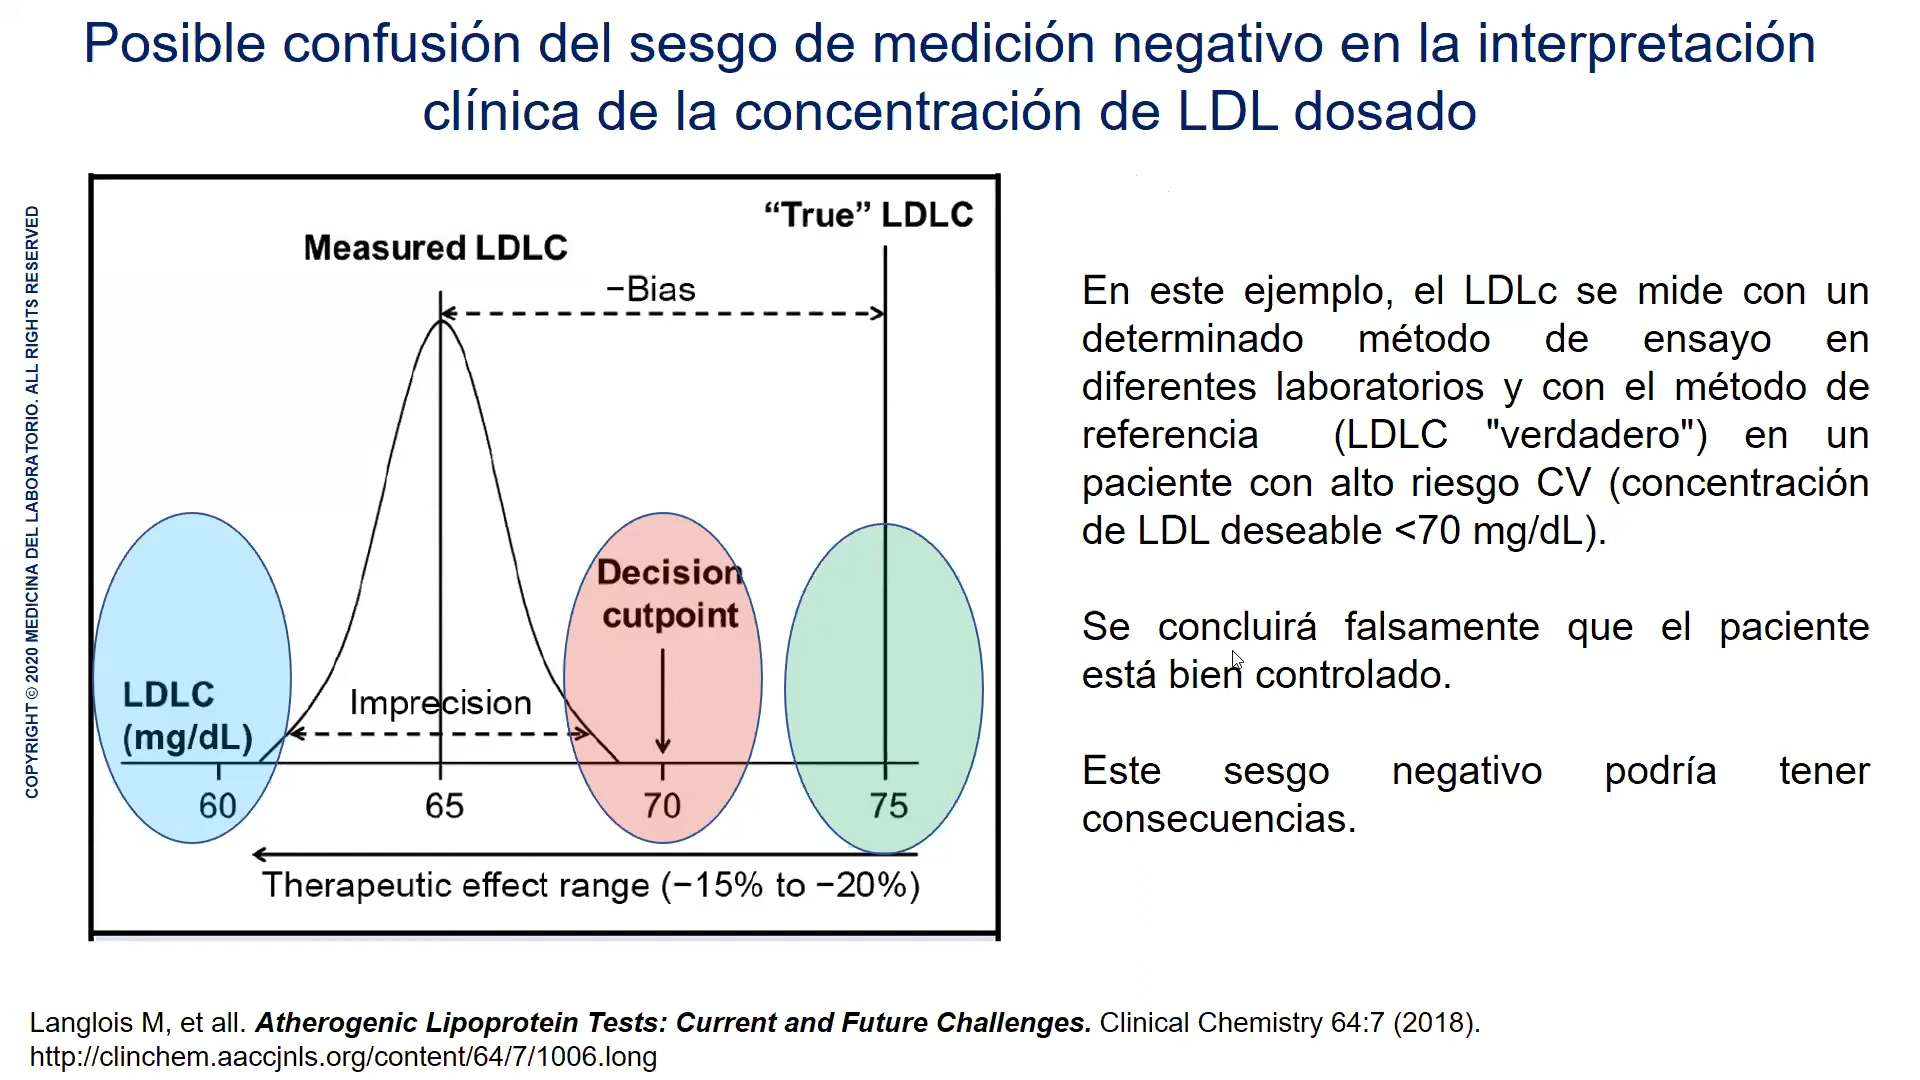 Posible confusión del sesgo de medición negativo en la interpretación
clínica de la concentración de LDL dosado
COPYRIGHT © 2020 MEDICINA DEL LABORATORIO. ALL RIGHTS RESERVED
“True” LDLC
Measured LDLC
−Bias
Decision
cutpoint
LDLC
(mg/dL)
Imprecision
60
65
70
75
Therapeutic effect range (−15% to −20%)
En este ejemplo, el LDLc se mide con un
determinado método de ensayo en
diferentes laboratorios y con el método de
referencia (LDLC "verdadero") en un
paciente con alto riesgo CV (concentración
de LDL deseable <70 mg/dL).
Se concluirá falsamente que el paciente
está bien controlado.
Este sesgo negativo podría tener
consecuencias.
Langlois M, et all. Atherogenic Lipoprotein Tests: Current and Future Challenges. Clinical Chemistry 64:7 (2018).
http://clinchem.aaccjnls.org/content/64/7/1006.long